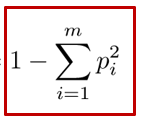 1 − ∑_{i=1}^{m} p_i^2